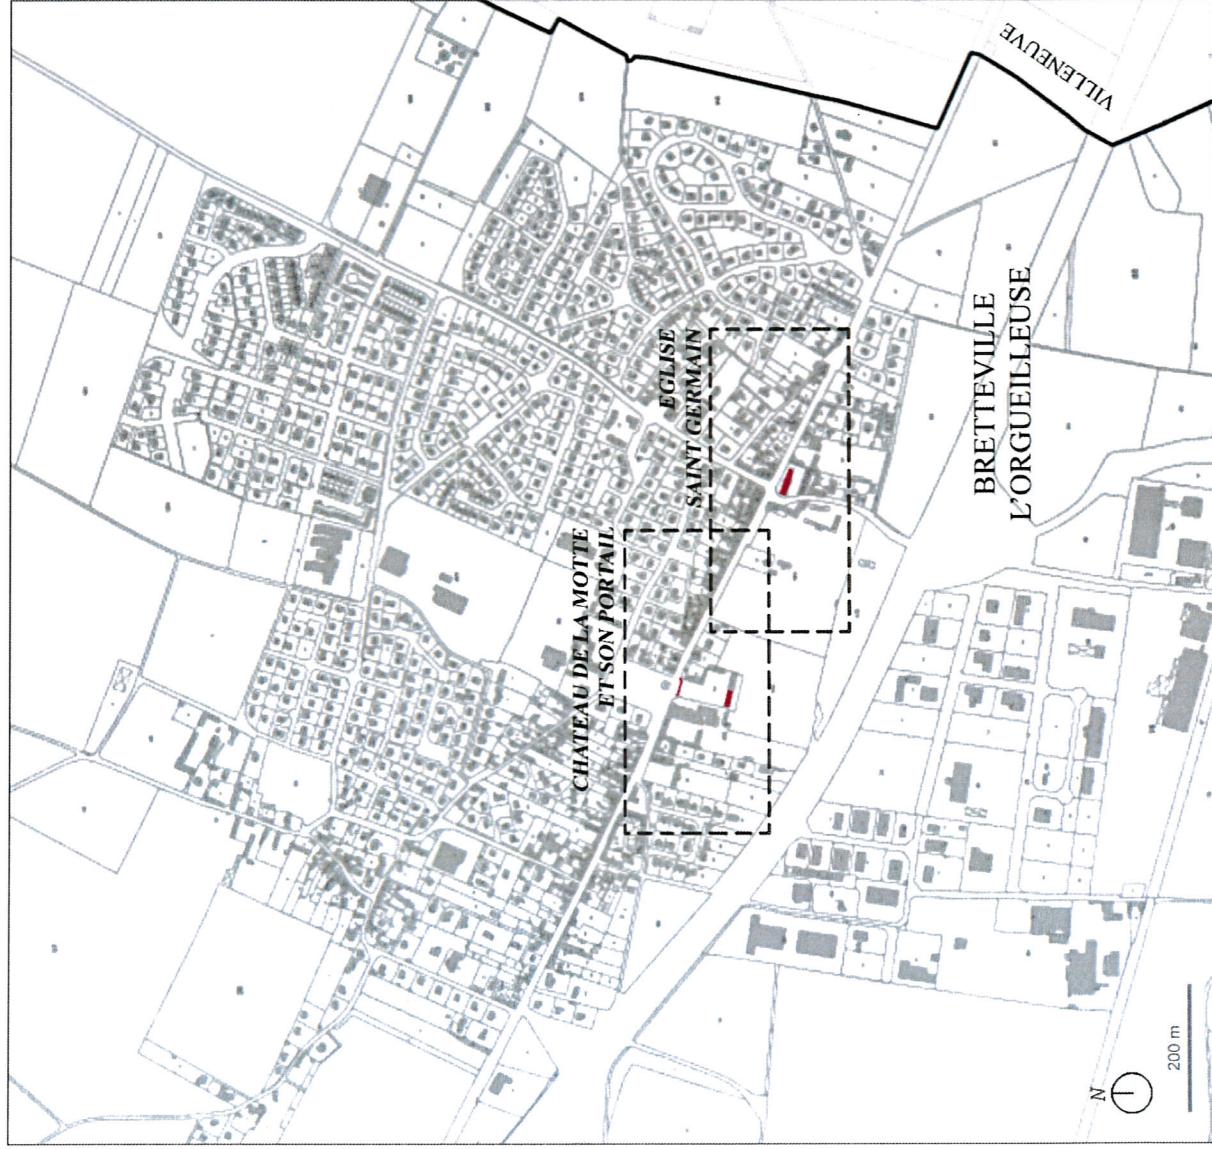 VILLENEUVE
EGLISE
SAINT GERMAIN
CHATEAU DE LA MOTTE
ET SON PORTAIL
BRETTEVILLE
L'ORGUEILLEUSE
N
200 m